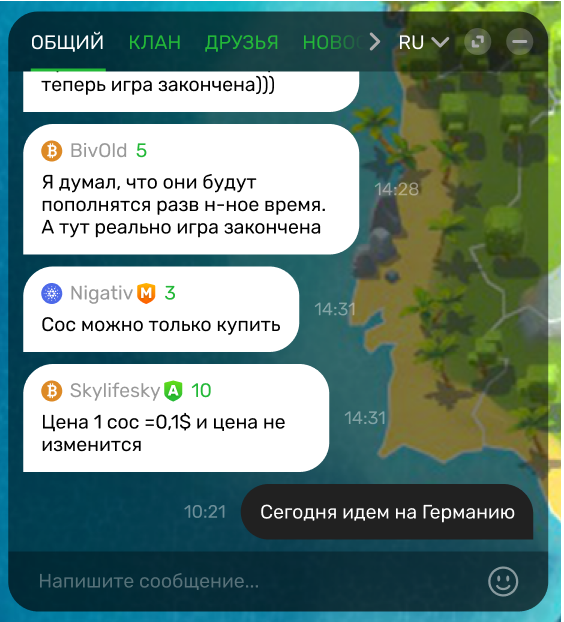 ОБЩИЙ КЛАН ДРУЗЬЯ НОВОС RU
теперь игра закончена)))
BivOld 5
Я думал, что они будут
пополнятся разв н-ное время.
А тут реально игра закончена
14:28
Nigativ M 3
Сос можно только купить
14:31
Skylifesky A 10
Цена 1 сос =0,1$ и цена не
изменится
14:31
10:21
Сегодня идем на Германию
Напишите сообщение...